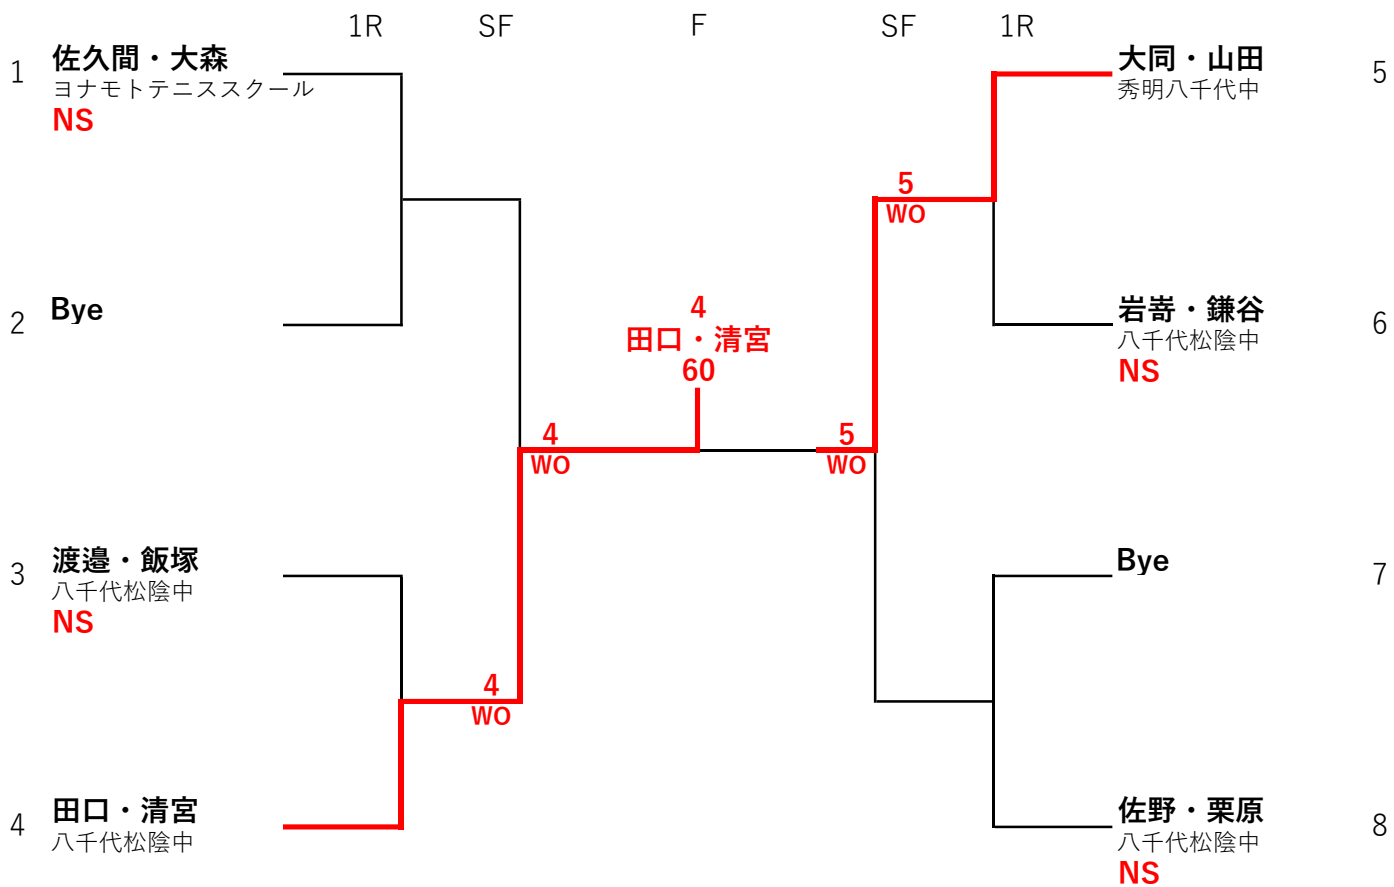 1R SF F SF 1R
1 佐久間・大森
ヨナモトテニススクール
NS
2 Bye
3 渡邉・飯塚
八千代松陰中
NS
4 田口・清宮
八千代松陰中
4
WO
4
WO
4
田口・清宮
60
5
WO
5
WO
大同・山田 5
秀明八千代中
岩嵜・鎌谷 6
八千代松陰中
NS
Bye 7
佐野・栗原 8
八千代松陰中
NS